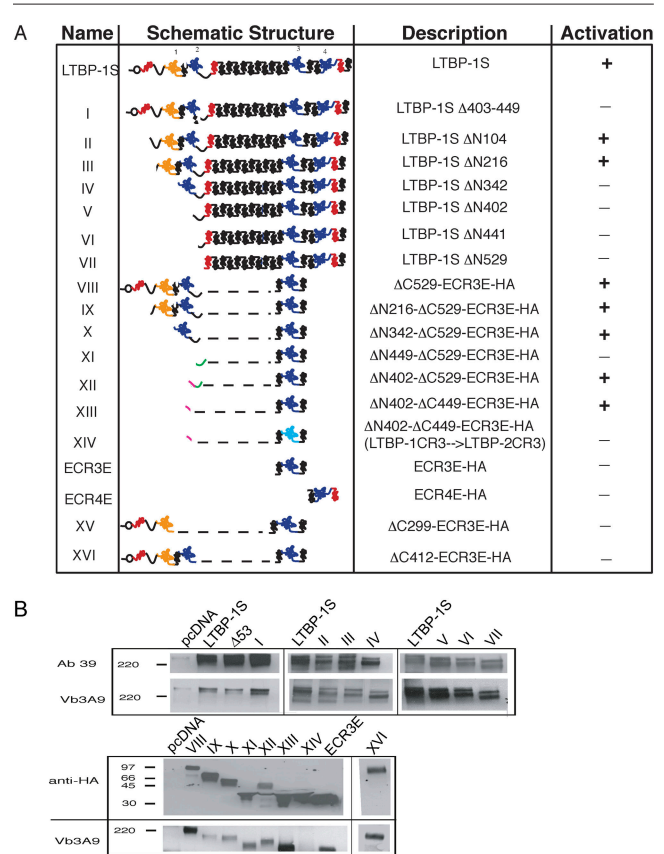 A
Name Schematic Structure Description Activation
1 2 3 4
LTBP-1S LTBP-1S +
I LTBP-1S Δ403-449 –
II LTBP-1S ΔN104 +
III LTBP-1S ΔN216 +
IV LTBP-1S ΔN342 –
V LTBP-1S ΔN402 –
VI LTBP-1S ΔN441 –
VII LTBP-1S ΔN529 –
VIII ΔC529-ECR3E-HA +
IX ΔN216-ΔC529-ECR3E-HA +
X ΔN342-ΔC529-ECR3E-HA +
XI ΔN449-ΔC529-ECR3E-HA –
XII ΔN402-ΔC529-ECR3E-HA +
XIII ΔN402-ΔC449-ECR3E-HA +
XIV ΔN402-ΔC449-ECR3E-HA
(LTBP-1CR3-->LTBP-2CR3) –
ECR3E ECR3E-HA –
ECR4E ECR4E-HA –
XV ΔC299-ECR3E-HA –
XVI ΔC412-ECR3E-HA –
B
pcDNA LTBP-1S Δ53 I LTBP-1S II III IV LTBP-1S V VI VII
Ab 39 220
Vb3A9 220
pcDNA VIII IX X XI XII XIII XIV ECR3E XVI
anti-HA
97
66
45
30
Vb3A9 220